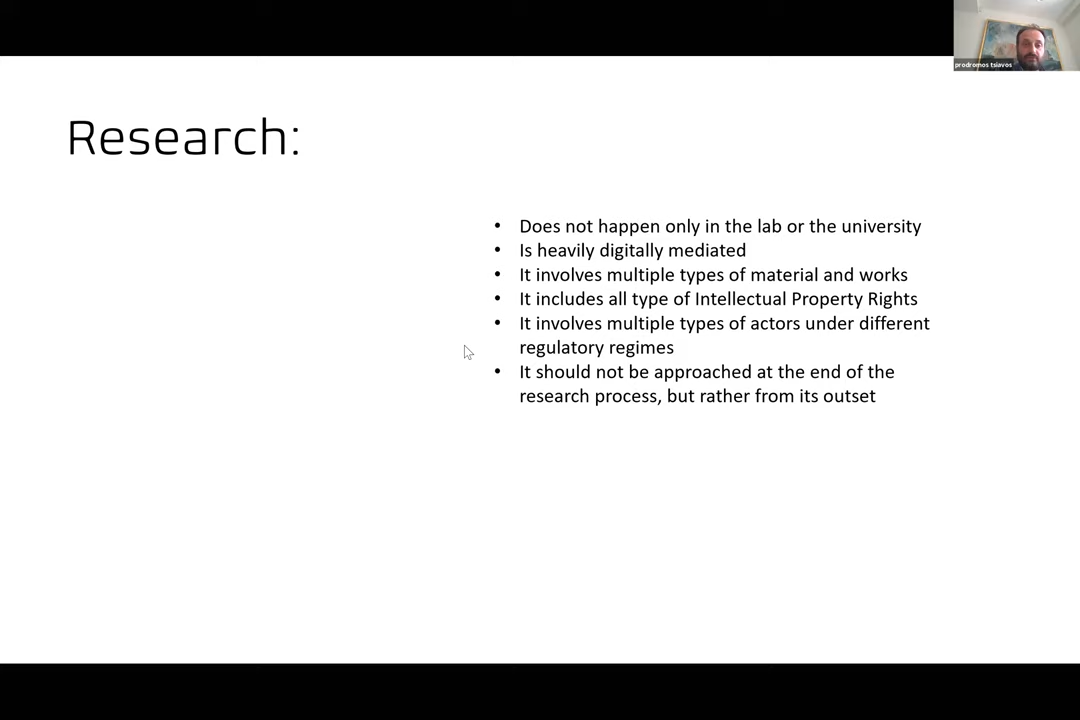 prodromos tsiavos
Research:
• Does not happen only in the lab or the university
• Is heavily digitally mediated
• It involves multiple types of material and works
• It includes all type of Intellectual Property Rights
• It involves multiple types of actors under different
regulatory regimes
• It should not be approached at the end of the
research process, but rather from its outset